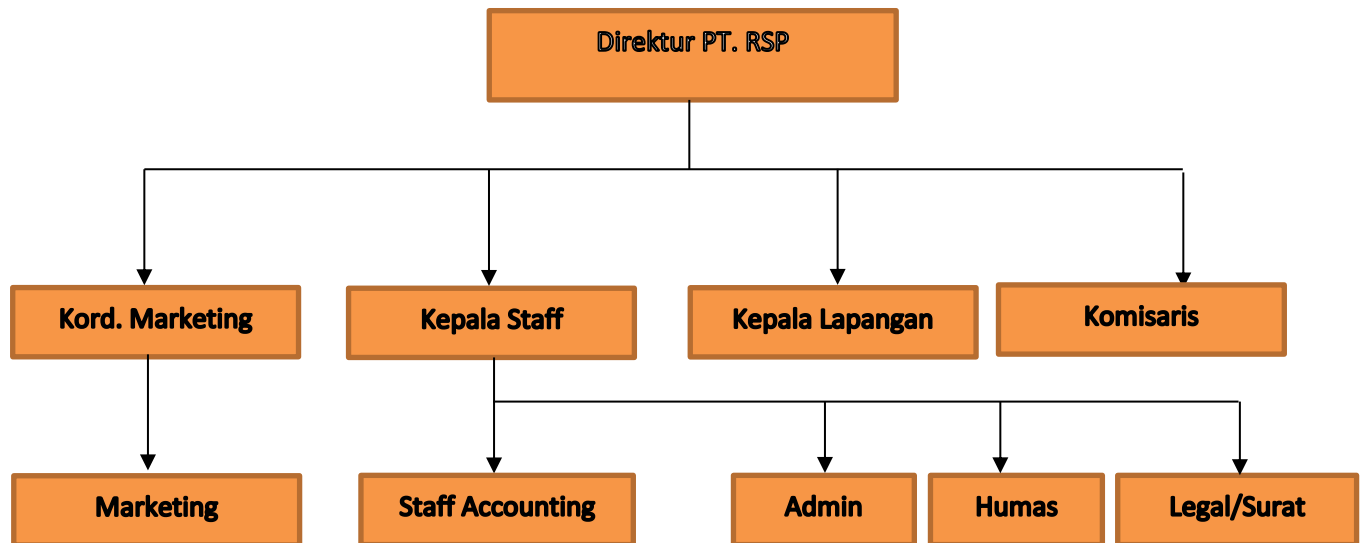 Direktur PT. RSP
Kord. Marketing
Kepala Staff
Kepala Lapangan
Komisaris
Marketing
Staff Accounting
Admin
Humas
Legal/Surat